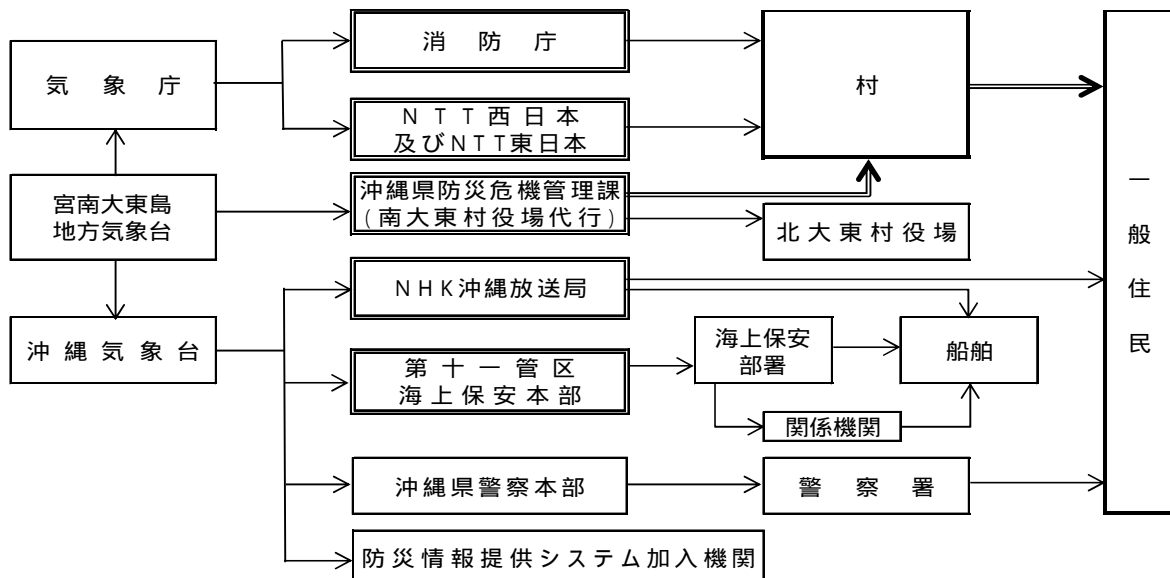 消防庁
気象庁
村
NTT西日本
及びNTT東日本
宮南大東島
地方気象台
沖縄県防災危機管理課
(南大東村役場代行)
北大東村役場
一般住民
NHK沖縄放送局
沖縄気象台
海上保安
部署
船舶
第十一管区
海上保安本部
関係機関
沖縄県警察本部
警察署
防災情報提供システム加入機関